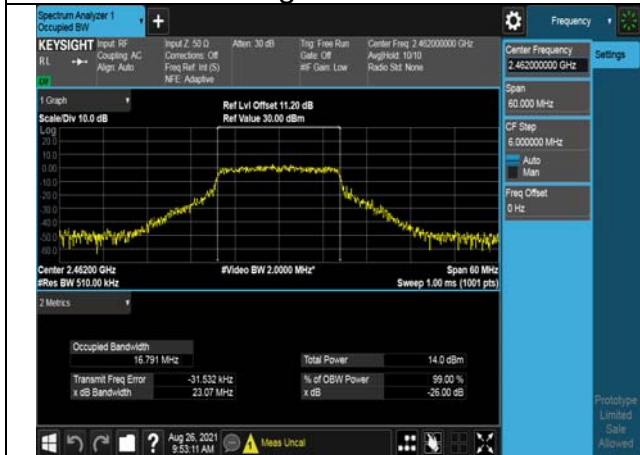 Spectrum Analyzer 1
Occupied BW
Frequency
KEYSIGHT
RL
Input: RF
Coupling: AC
Align: Auto
Input Z: 50 Ω
Corrections: Off
Freq Ref: Int (S)
NFE: Adaptive
Atten: 30 dB
Trig: Free Run
Gate: Off
#IF Gain: Low
Center Freq: 2.462000000 GHz
Avg|Hold: 10/10
Radio Std: None
Center Frequency
2.462000000 GHz
Settings
Span
60.000 MHz
CF Step
6.000000 MHz
Auto
Man
Freq Offset
0 Hz
1 Graph
Scale/Div 10.0 dB
Ref Lvl Offset 11.20 dB
Ref Value 30.00 dBm
Log
20.0
10.0
0.00
-10.0
-20.0
-30.0
-40.0
-50.0
-60.0
Center 2.46200 GHz
#Res BW 510.00 kHz
#Video BW 2.0000 MHz*
Span 60 MHz
Sweep 1.00 ms (1001 pts)
2 Metrics
Occupied Bandwidth
16.791 MHz
Total Power 14.0 dBm
Transmit Freq Error -31.532 kHz
% of OBW Power 99.00 %
x dB Bandwidth 23.07 MHz
x dB -26.00 dB
Prototype
Limited
Sale
Allowed
Aug 26, 2021
9:53:11 AM
Meas Uncal